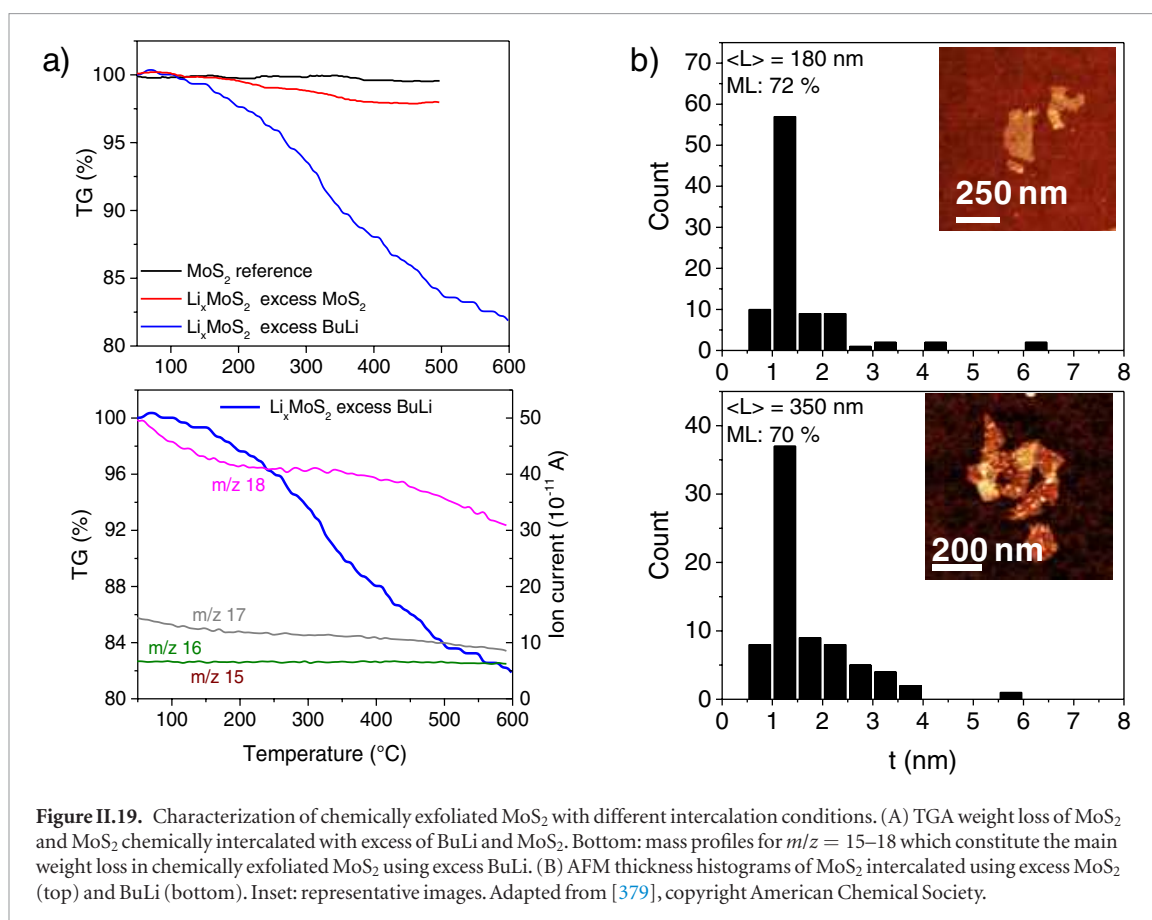 a)
100
95
90
85
80
TG (%)
MoS₂ reference
LiₓMoS₂ excess MoS₂
LiₓMoS₂ excess BuLi
100 200 300 400 500 600
100
96
92
88
84
80
TG (%)
LiₓMoS₂ excess BuLi
m/z 18
m/z 17
m/z 16
m/z 15
50
40
30
20
10
0
Ion current (10⁻¹¹ A)
100 200 300 400 500 600
Temperature (°C)
b)
<L> = 180 nm
ML: 72 %
70
60
50
40
30
20
10
0
Count
250 nm
0 1 2 3 4 5 6 7 8
<L> = 350 nm
ML: 70 %
40
30
20
10
0
Count
200 nm
0 1 2 3 4 5 6 7 8
t (nm)
Figure II.19. Characterization of chemically exfoliated MoS₂ with different intercalation conditions. (A) TGA weight loss of MoS₂
and MoS₂ chemically intercalated with excess of BuLi and MoS₂. Bottom: mass profiles for m/z = 15–18 which constitute the main
weight loss in chemically exfoliated MoS₂ using excess BuLi. (B) AFM thickness histograms of MoS₂ intercalated using excess MoS₂
(top) and BuLi (bottom). Inset: representative images. Adapted from [379], copyright American Chemical Society.